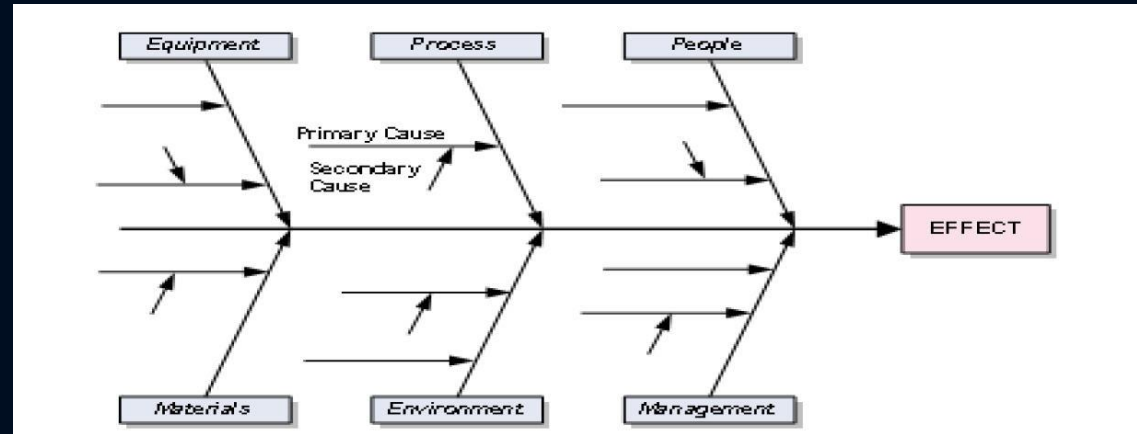 Equipment
Process
People
Primary Cause
Secondary
Cause
EFFECT
Materials
Environment
Management